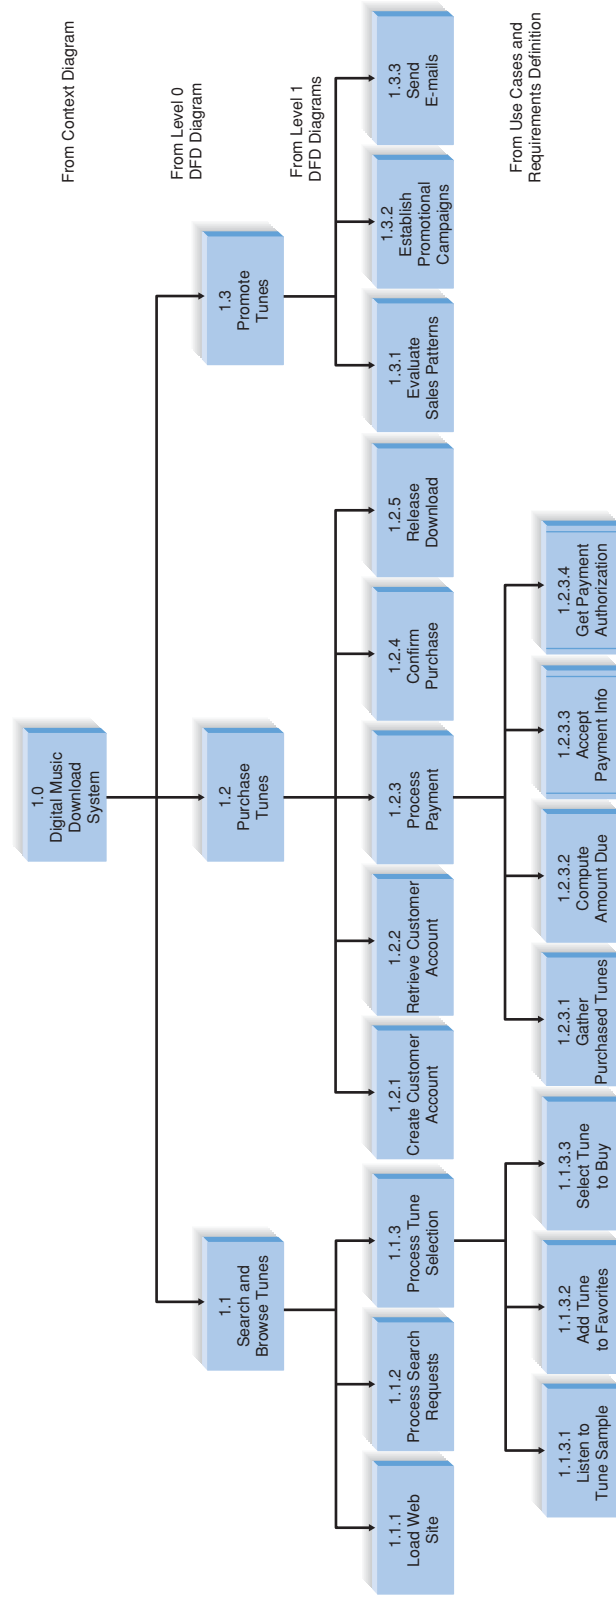 1.0
Digital Music
Download
System
From Context Diagram
1.1
Search and
Browse Tunes
1.2
Purchase
Tunes
1.3
Promote
Tunes
From Level 0
DFD Diagram
1.1.1
Load Web
Site
1.1.2
Process Search
Requests
1.1.3
Process Tune
Selection
1.2.1
Create Customer
Account
1.2.2
Retrieve Customer
Account
1.2.3
Process
Payment
1.2.4
Confirm
Purchase
1.2.5
Release
Download
1.3.1
Evaluate
Sales Patterns
1.3.2
Establish
Promotional
Campaigns
1.3.3
Send
E-mails
From Level 1
DFD Diagrams
1.1.3.1
Listen to
Tune Sample
1.1.3.2
Add Tune
to Favorites
1.1.3.3
Select Tune
to Buy
1.2.3.1
Gather
Purchased Tunes
1.2.3.2
Compute
Amount Due
1.2.3.3
Accept
Payment Info
1.2.3.4
Get Payment
Authorization
From Use Cases and
Requirements Definition